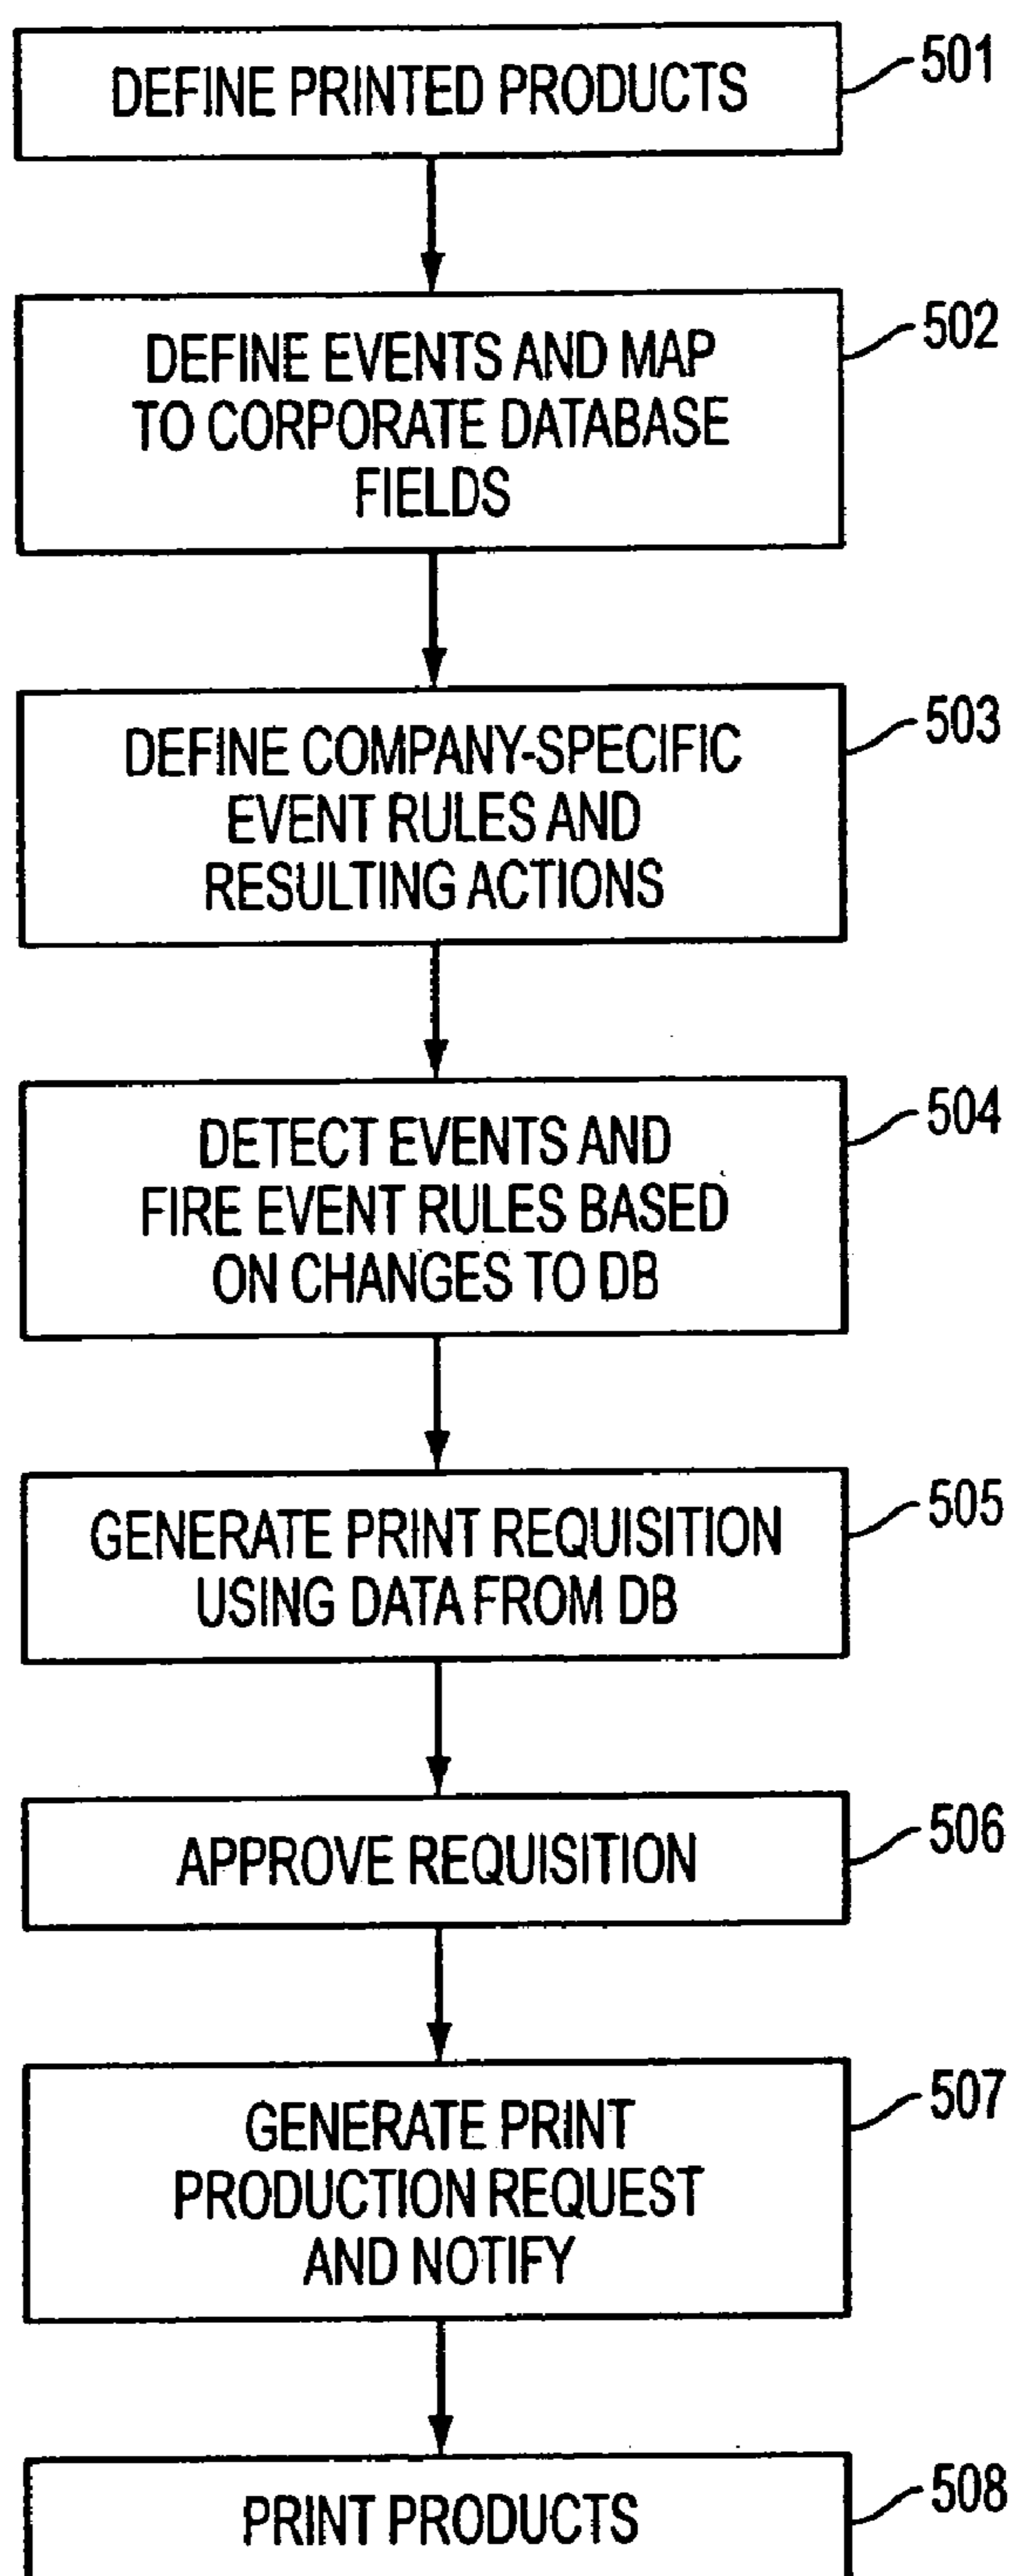 DEFINE PRINTED PRODUCTS
501
DEFINE EVENTS AND MAP
TO CORPORATE DATABASE
FIELDS
502
DEFINE COMPANY-SPECIFIC
EVENT RULES AND
RESULTING ACTIONS
503
DETECT EVENTS AND
FIRE EVENT RULES BASED
ON CHANGES TO DB
504
GENERATE PRINT REQUISITION
USING DATA FROM DB
505
APPROVE REQUISITION
506
GENERATE PRINT
PRODUCTION REQUEST
AND NOTIFY
507
PRINT PRODUCTS
508